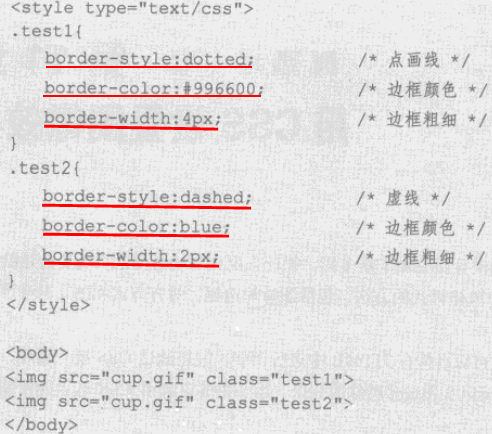 <style type="text/css">
.test1{
border-style:dotted; /* 点画线 */
border-color:#996600; /* 边框颜色 */
border-width:4px; /* 边框粗细 */
}
.test2{
border-style:dashed; /* 虚线 */
border-color:blue; /* 边框颜色 */
border-width:2px; /* 边框粗细 */
}
</style>
<body>
<img src="cup.gif" class="test1">
<img src="cup.gif" class="test2">
</body>